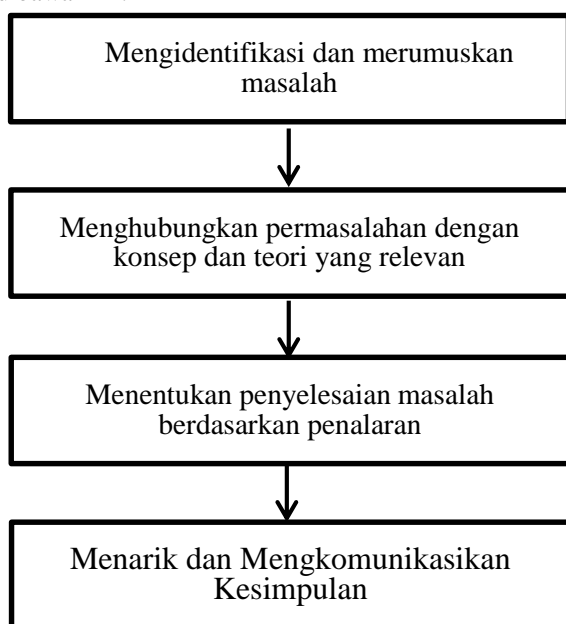 Mengidentifikasi dan merumuskan
masalah
Menghubungkan permasalahan dengan
konsep dan teori yang relevan
Menentukan penyelesaian masalah
berdasarkan penalaran
Menarik dan Mengkomunikasikan
Kesimpulan